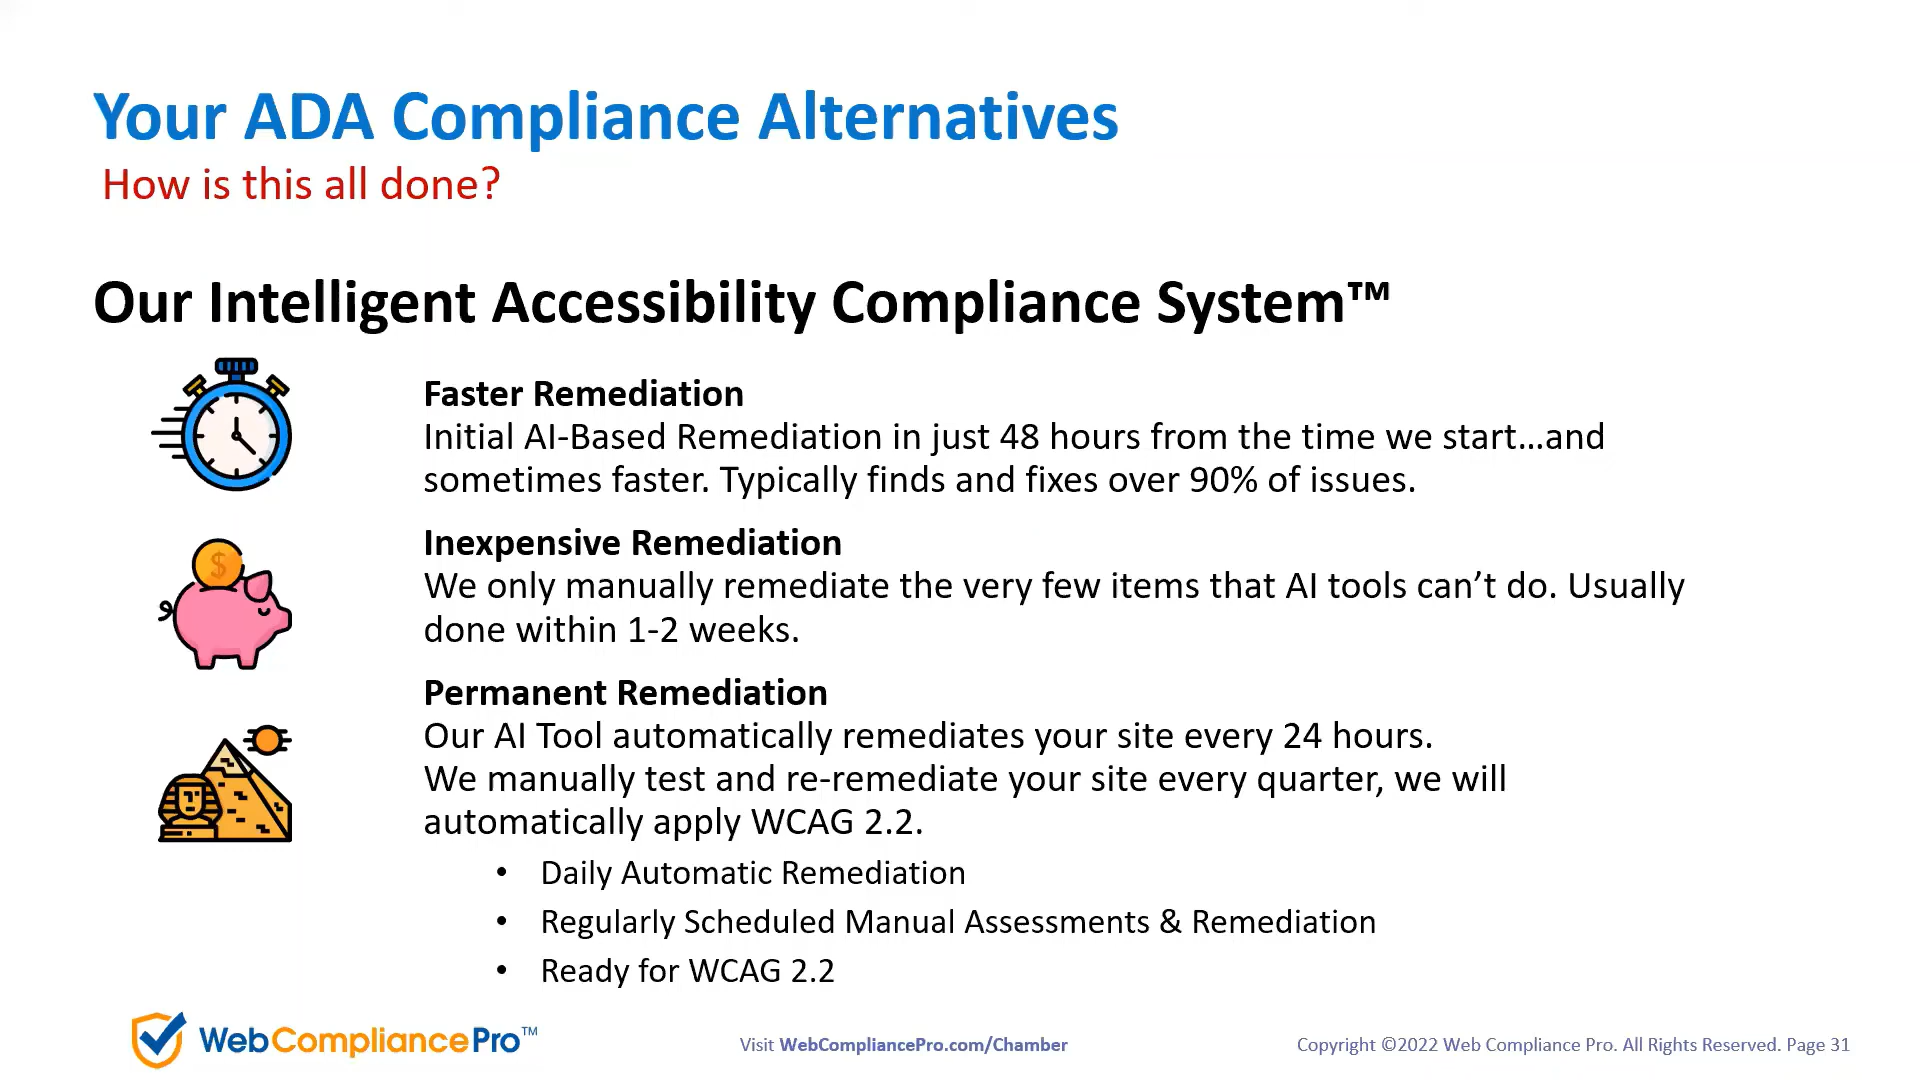 Your ADA Compliance Alternatives
How is this all done?
Our Intelligent Accessibility Compliance System™
Faster Remediation
Initial AI-Based Remediation in just 48 hours from the time we start…and
sometimes faster. Typically finds and fixes over 90% of issues.
$
Inexpensive Remediation
We only manually remediate the very few items that AI tools can’t do. Usually
done within 1-2 weeks.
Permanent Remediation
Our AI Tool automatically remediates your site every 24 hours.
We manually test and re-remediate your site every quarter, we will
automatically apply WCAG 2.2.
• Daily Automatic Remediation
• Regularly Scheduled Manual Assessments & Remediation
• Ready for WCAG 2.2
WebCompliancePro™
Visit WebCompliancePro.com/Chamber
Copyright ©2022 Web Compliance Pro. All Rights Reserved. Page 31